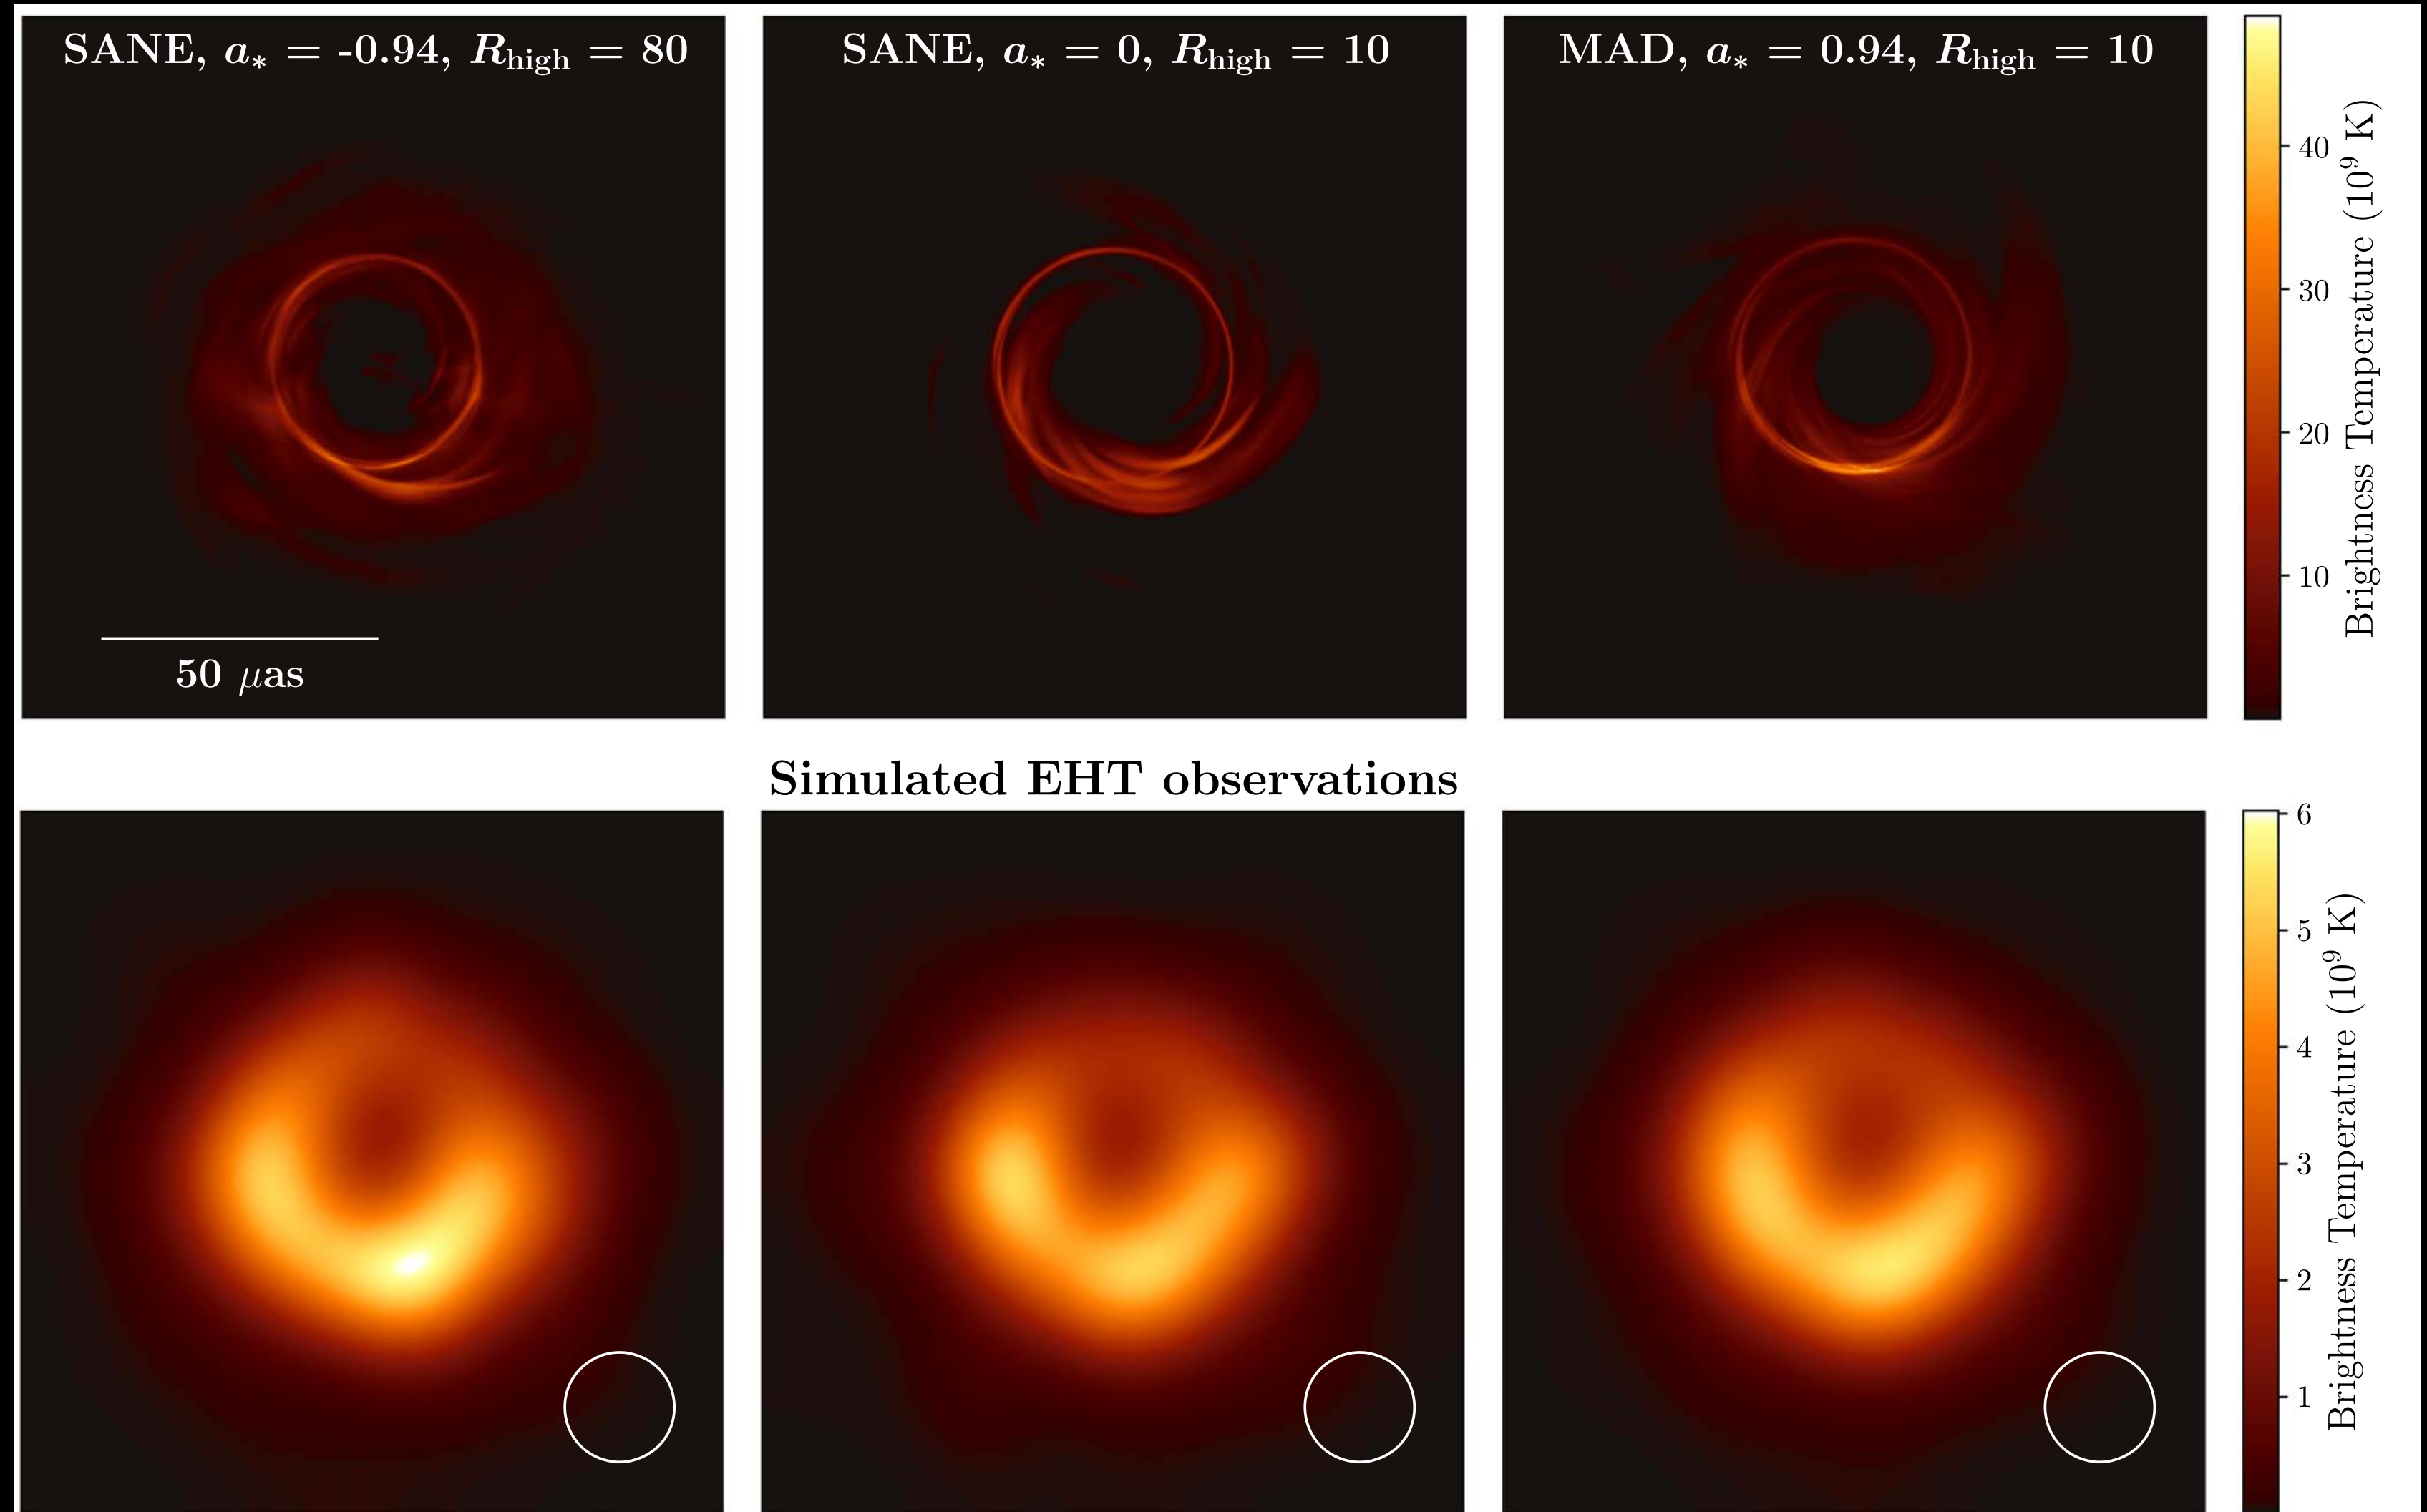 SANE, a* = -0.94, Rhigh = 80
SANE, a* = 0, Rhigh = 10
MAD, a* = 0.94, Rhigh = 10
50 μas
40
30
20
10
Brightness Temperature (10⁹ K)
Simulated EHT observations
6
5
4
3
2
1
Brightness Temperature (10⁹ K)